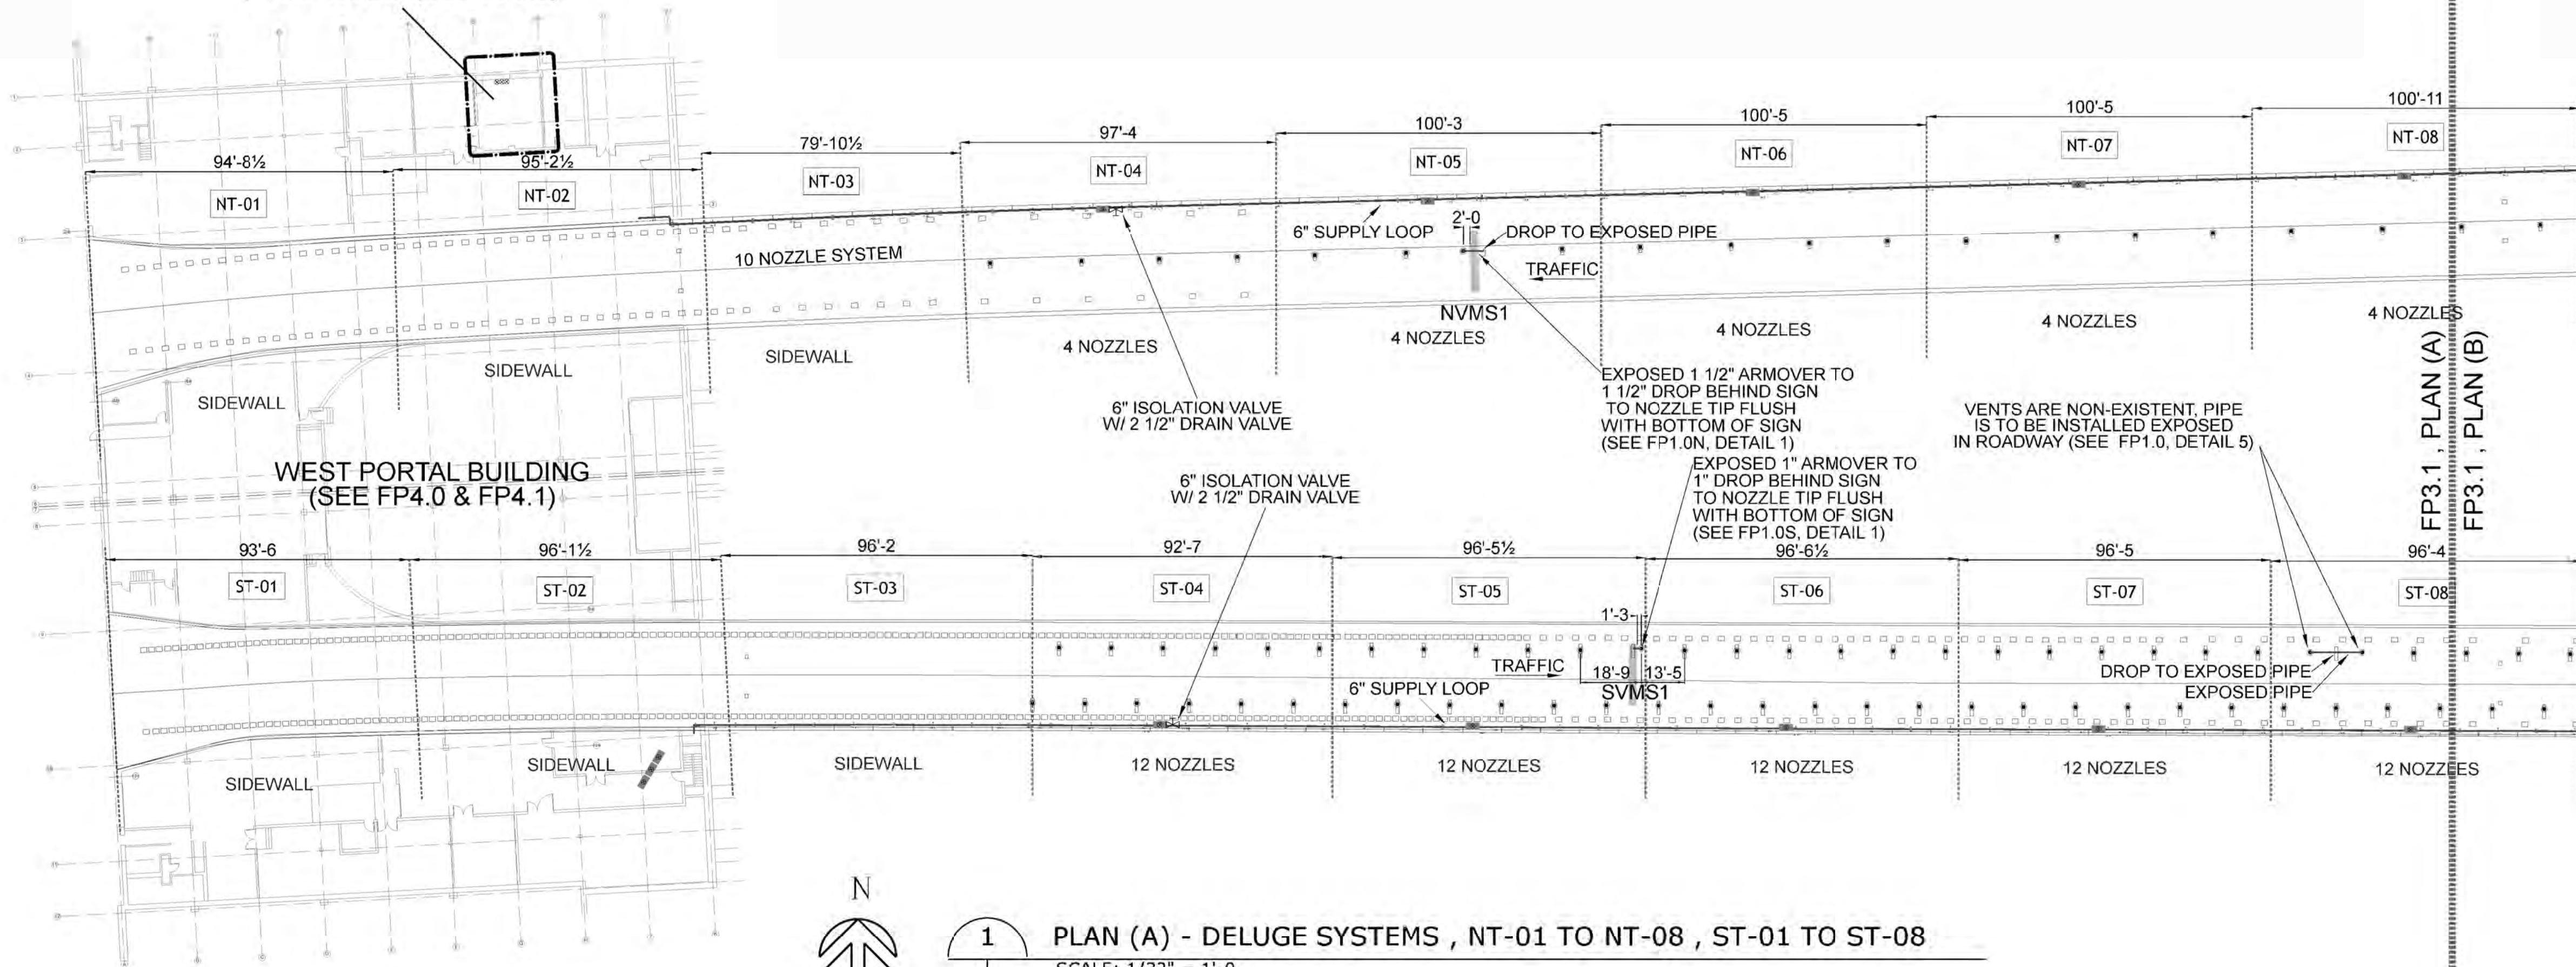 94'-8½
95'-2½
79'-10½
97'-4
100'-3
100'-5
100'-5
100'-11
NT-01
NT-02
NT-03
NT-04
NT-05
NT-06
NT-07
NT-08
10 NOZZLE SYSTEM
6" SUPPLY LOOP
2'-0
DROP TO EXPOSED PIPE
TRAFFIC
NVMS1
SIDEWALL
SIDEWALL
SIDEWALL
4 NOZZLES
4 NOZZLES
4 NOZZLES
4 NOZZLES
4 NOZZLES
6" ISOLATION VALVE
W/ 2 1/2" DRAIN VALVE
EXPOSED 1 1/2" ARMOVER TO
1 1/2" DROP BEHIND SIGN
TO NOZZLE TIP FLUSH
WITH BOTTOM OF SIGN
(SEE FP1.0N, DETAIL 1)
VENTS ARE NON-EXISTENT, PIPE
IS TO BE INSTALLED EXPOSED
IN ROADWAY (SEE FP1.0, DETAIL 5)
FP3.1 , PLAN (A)
FP3.1 , PLAN (B)
WEST PORTAL BUILDING
(SEE FP4.0 & FP4.1)
6" ISOLATION VALVE
W/ 2 1/2" DRAIN VALVE
EXPOSED 1" ARMOVER TO
1" DROP BEHIND SIGN
TO NOZZLE TIP FLUSH
WITH BOTTOM OF SIGN
(SEE FP1.0S, DETAIL 1)
93'-6
96'-1½
96'-2
92'-7
96'-5½
96'-6½
96'-5
96'-4
ST-01
ST-02
ST-03
ST-04
ST-05
ST-06
ST-07
ST-08
1'-3
TRAFFIC
18'-9
13'-5
SVMS1
6" SUPPLY LOOP
DROP TO EXPOSED PIPE
EXPOSED PIPE
SIDEWALL
SIDEWALL
SIDEWALL
12 NOZZLES
12 NOZZLES
12 NOZZLES
12 NOZZLES
12 NOZZLES
N
1
PLAN (A) - DELUGE SYSTEMS , NT-01 TO NT-08 , ST-01 TO ST-08
SCALE: 1/32" = 1'-0